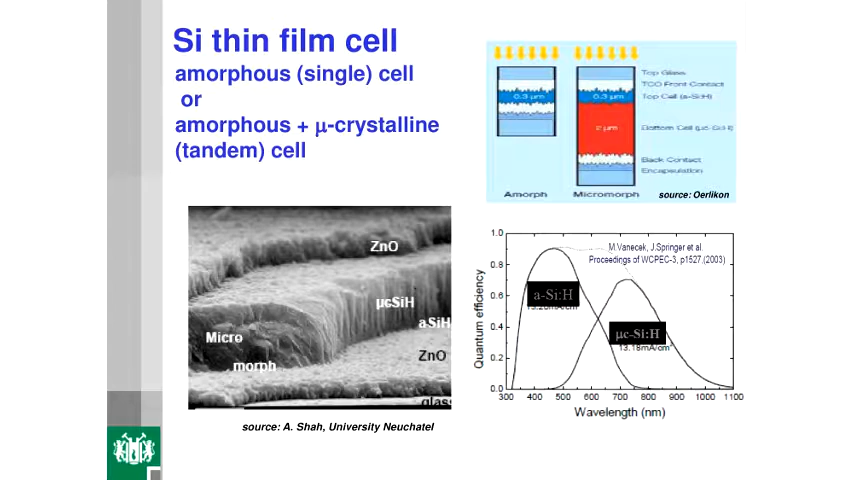 Si thin film cell
amorphous (single) cell
or
amorphous + μ-crystalline
(tandem) cell
Top Glass
TCO Front Contact
0.3 μm
0.3 μm
Top Cell (a-Si:H)
2 μm
Bottom Cell (μc-Si:H)
Back Contact
Encapsulation
Amorph
Micromorph
source: Oerlikon
ZnO
μcSiH
aSiH
Micro
morph
ZnO
glass
source: A. Shah, University Neuchatel
M.Vanecek, J.Springer et al.
Proceedings of WCPEC-3, p1527,(2003)
a-Si:H
μc-Si:H
13.18mA/cm²
Quantum efficiency
1.0
0.8
0.6
0.4
0.2
0.0
300 400 500 600 700 800 900 1000 1100
Wavelength (nm)